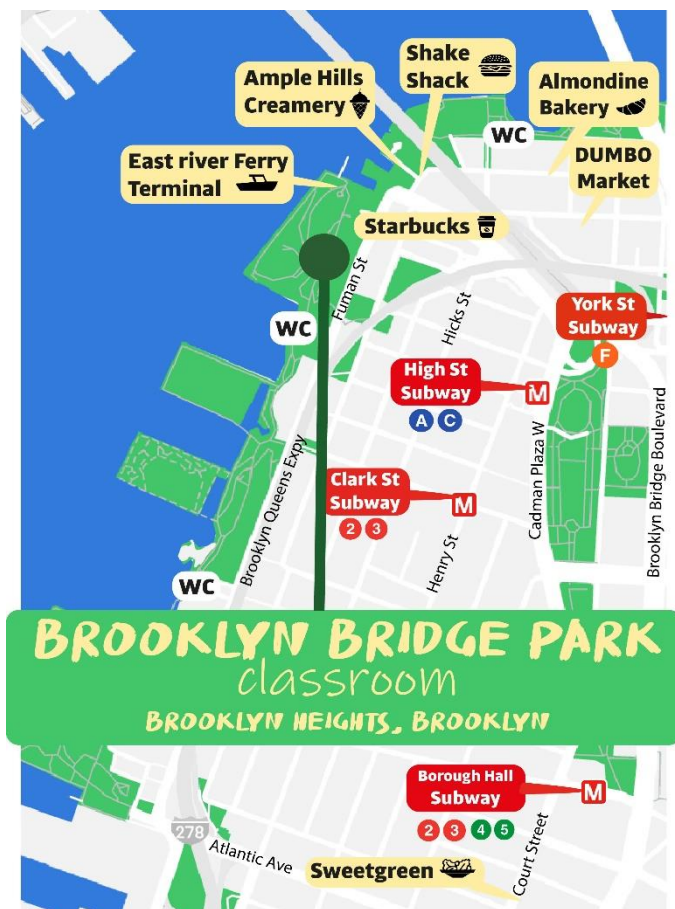 Shake
Shack
Ample Hills
Creamery
Almondine
Bakery
WC
East river Ferry
Terminal
DUMBO
Market
Starbucks
Fuman St
WC
Hicks St
York St
Subway
F
High St
Subway
M
A C
Cadman Plaza W
Brooklyn Bridge Boulevard
Brooklyn Queens Expy
Clark St
Subway
M
2 3
Henry St
WC
BROOKLYN BRIDGE PARK
classroom
BROOKLYN HEIGHTS, BROOKLYN
Borough Hall
Subway
M
2 3 4 5
278
Atlantic Ave
Sweetgreen
Court Street